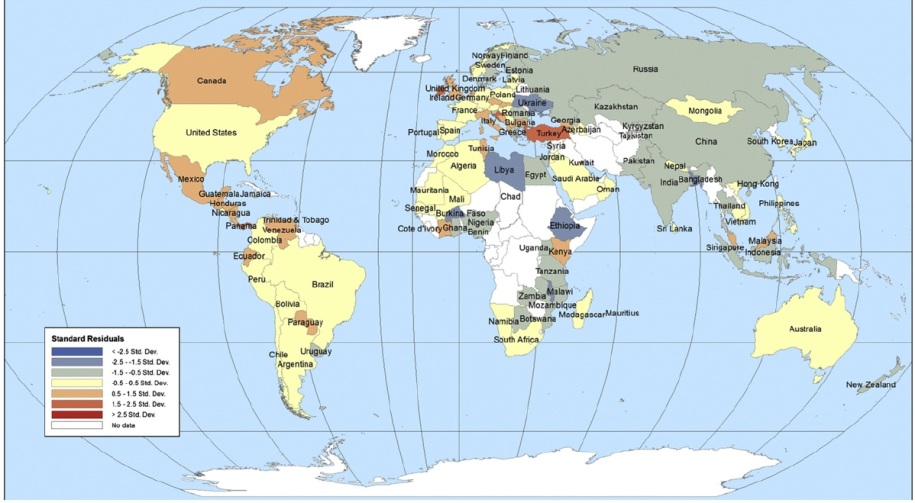 Norway
Finland
Sweden
Estonia
Russia
Denmark
Latvia
Canada
United Kingdom
Lithuania
Ireland
Germany
Poland
Ukraine
Kazakhstan
Mongolia
France
Romania
United States
Italy
Bulgaria
Georgia
Kyrgyzstan
Portugal
Spain
Greece
Turkey
Azerbaijan
Tajikistan
China
South Korea
Japan
Tunisia
Syria
Morocco
Jordan
Pakistan
Algeria
Libya
Egypt
Kuwait
Nepal
Mexico
Saudi Arabia
India
Bangladesh
Hong Kong
Guatemala
Jamaica
Mauritania
Oman
Honduras
Mali
Chad
Thailand
Philippines
Nicaragua
Senegal
Burkina Faso
Trinidad & Tobago
Nigeria
Ethiopia
Vietnam
Panama
Venezuela
Cote d'Ivory
Ghana
Benin
Sri Lanka
Colombia
Malaysia
Ecuador
Uganda
Kenya
Singapore
Indonesia
Peru
Brazil
Tanzania
Bolivia
Zambia
Malawi
Mozambique
Paraguay
Namibia
Botswana
Madagascar
Mauritius
Australia
South Africa
Chile
Uruguay
Argentina
New Zealand
Standard Residuals
< -2.5 Std. Dev.
-2.5 - -1.5 Std. Dev.
-1.5 - -0.5 Std. Dev.
-0.5 - 0.5 Std. Dev.
0.5 - 1.5 Std. Dev.
1.5 - 2.5 Std. Dev.
> 2.5 Std. Dev.
No data